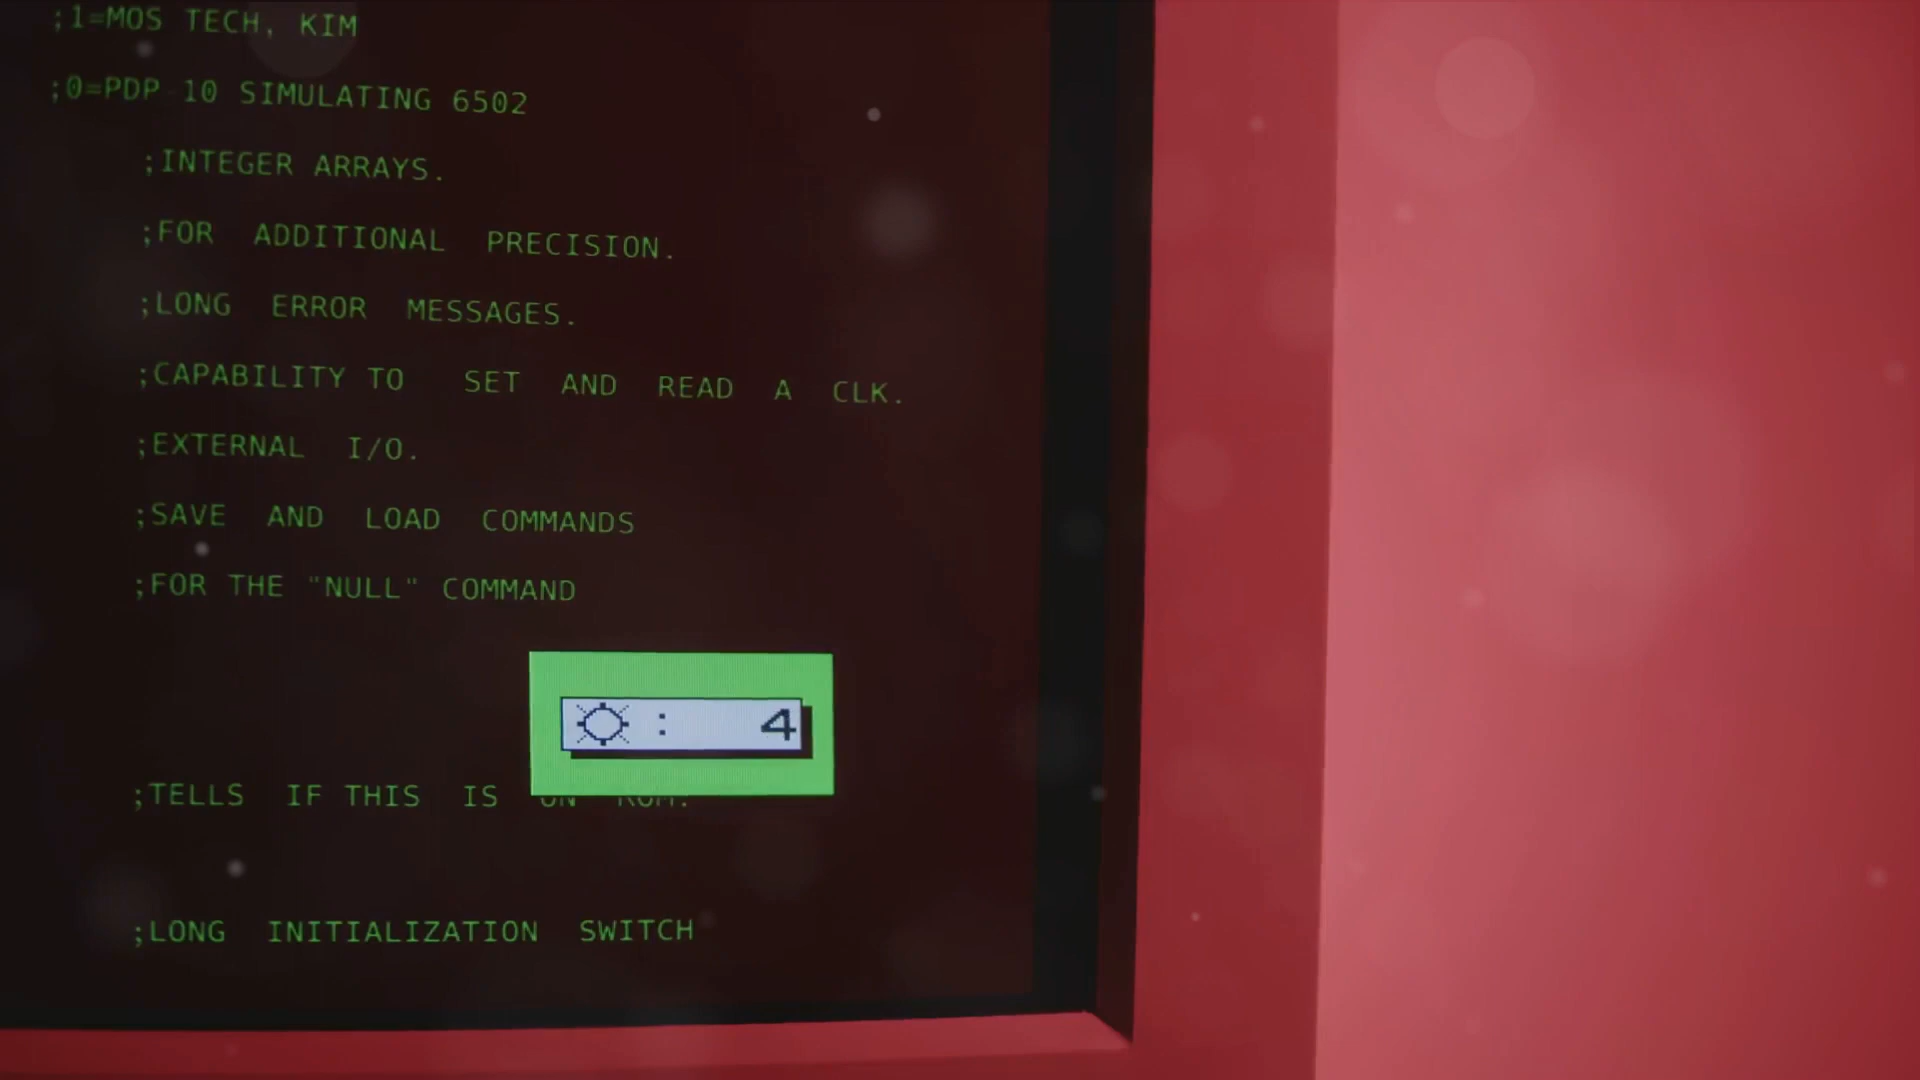 ;1=MOS TECH, KIM
;0=PDP 10 SIMULATING 6502
;INTEGER ARRAYS.
;FOR ADDITIONAL PRECISION.
;LONG ERROR MESSAGES.
;CAPABILITY TO SET AND READ A CLK.
;EXTERNAL I/O.
;SAVE AND LOAD COMMANDS
;FOR THE "NULL" COMMAND
: 4
;TELLS IF THIS IS ON ROM.
;LONG INITIALIZATION SWITCH